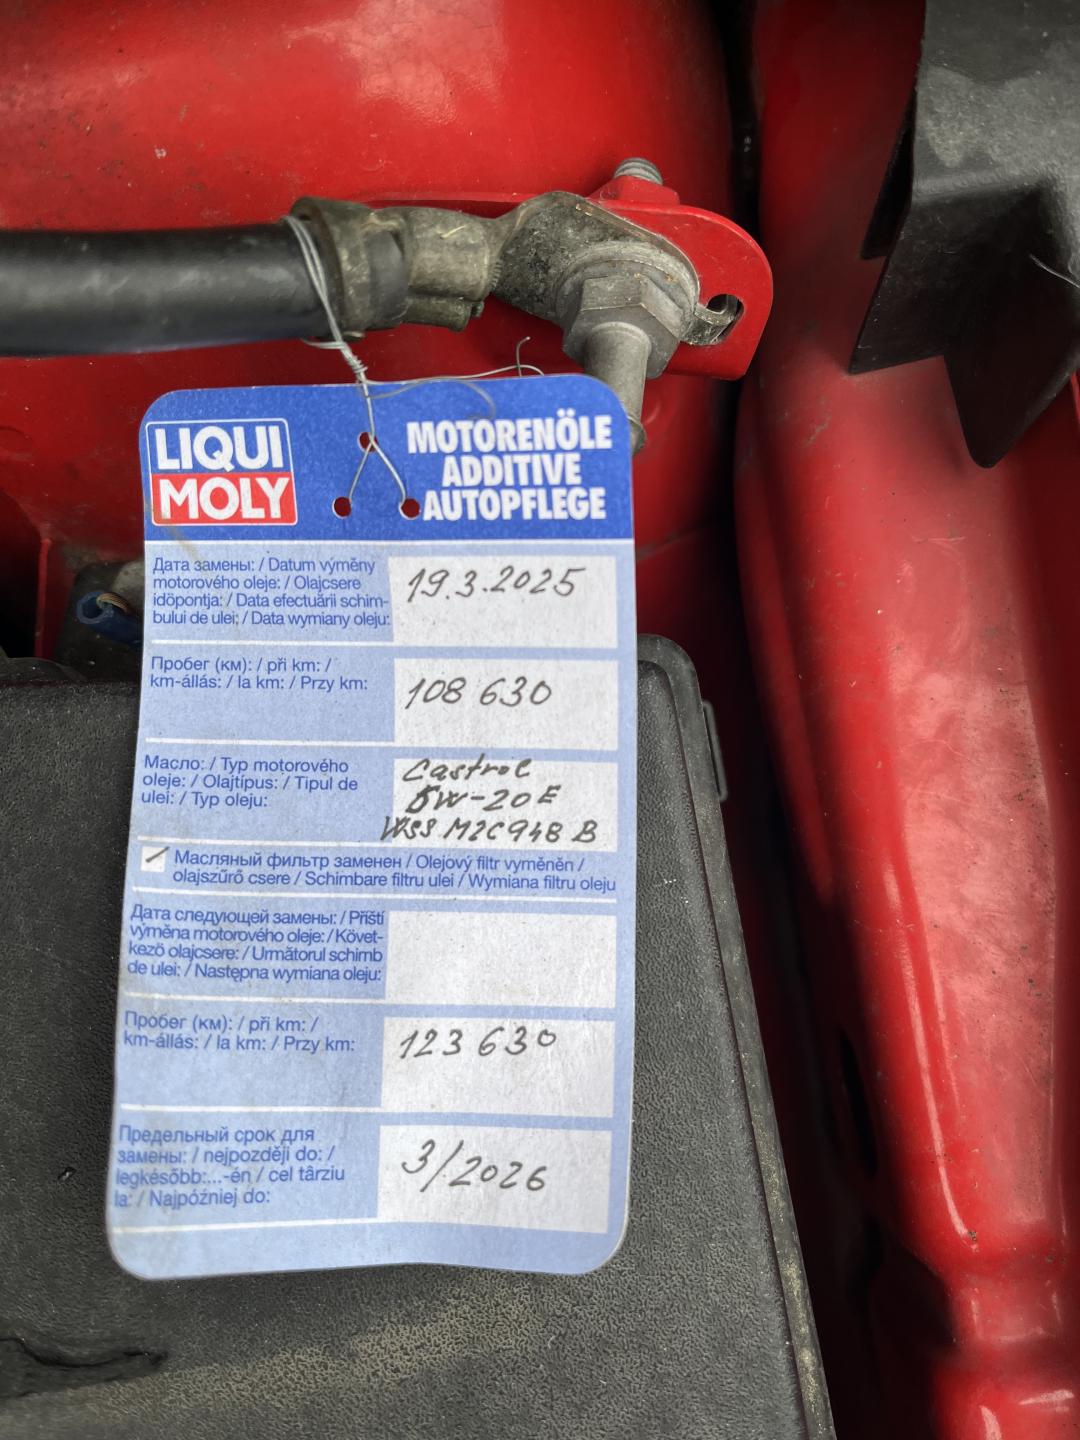 LIQUI
MOLY
MOTORENÖLE
ADDITIVE
AUTOPFLEGE
Дата замены: / Datum výměny
motorového oleje: / Olajcsere
idöpontja: / Data efectuării schim-
bului de ulei: / Data wymiany oleju:
19.3.2025
Пробег (км): / při km: /
km-állás: / la km: / Przy km:
108 630
Масло: / Typ motorového
oleje: / Olajtípus: / Tipul de
ulei: / Typ oleju:
Castrol
5W-20 E
WSS M2C948 B
Масляный фильтр заменен / Olejový filtr vyměněn /
olajszűrő csere / Schimbare filtru ulei / Wymiana filtru oleju
Дата следующей замены: / Příští
výměna motorového oleje: / Követ-
kezö olajcsere: / Următorul schimb
de ulei: / Następna wymiana oleju:
Пробег (км): / při km: /
km-állás: / la km: / Przy km:
123 630
Предельный срок для
замены: / nejpozději do: /
legkésőbb:...-én / cel târziu
la: / Najpóźniej do:
3/2026